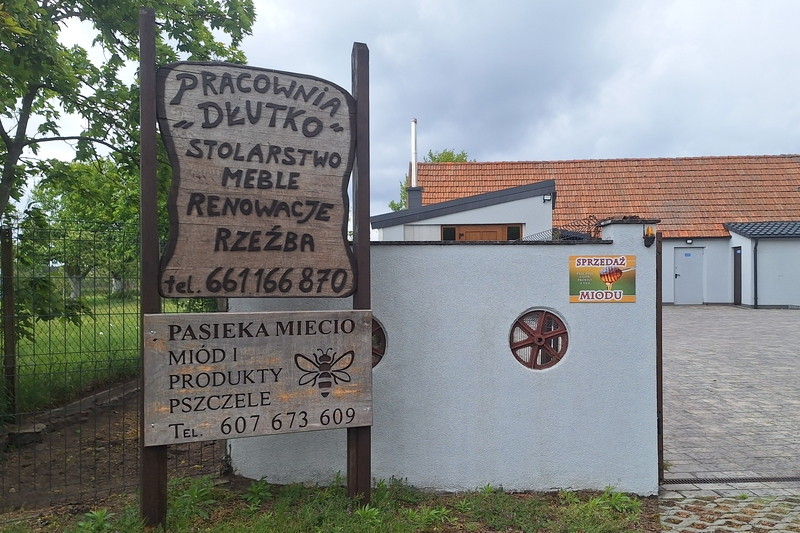 PRACOWNIA
„DŁUTKO”
STOLARSTWO
MEBLE
RENOWACJE
RZEŹBA
tel. 661 166 870
PASIEKA MIECIO
MIÓD I
PRODUKTY
PSZCZELE
TEL. 607 673 609
SPRZEDAŻ
MIODU